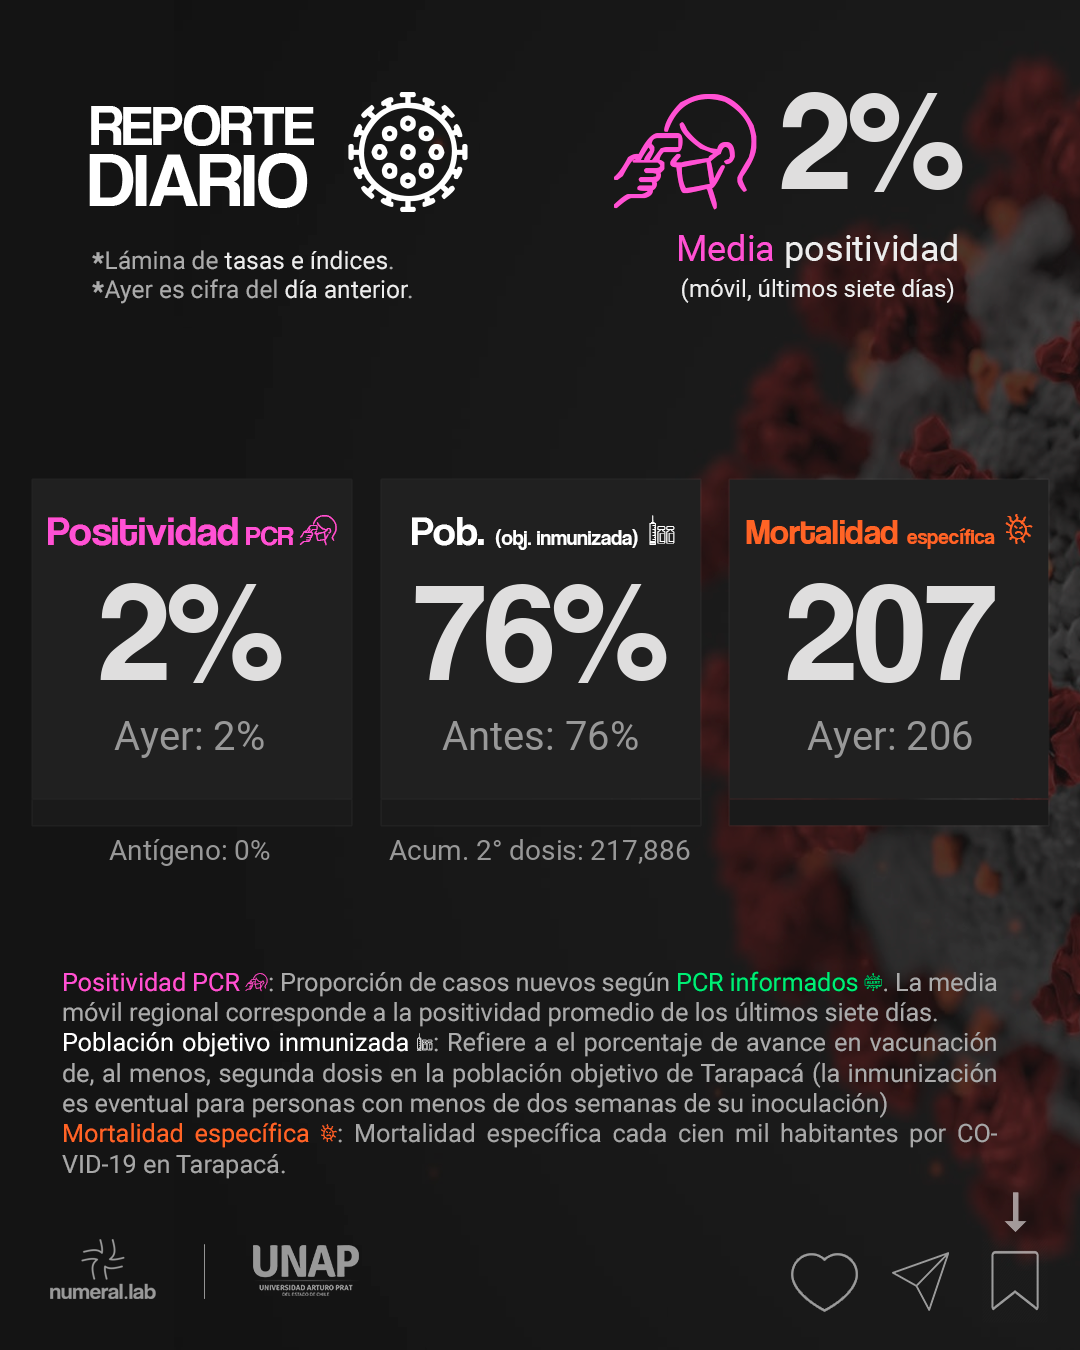 REPORTE
DIARIO
*Lámina de tasas e índices.
*Ayer es cifra del día anterior.
2%
Media positividad
(móvil, últimos siete días)
Positividad PCR
2%
Ayer: 2%
Antígeno: 0%
Pob. (obj. inmunizada)
76%
Antes: 76%
Acum. 2° dosis: 217,886
Mortalidad específica
207
Ayer: 206
Positividad PCR : Proporción de casos nuevos según PCR informados . La media
móvil regional corresponde a la positividad promedio de los últimos siete días.
Población objetivo inmunizada : Refiere a el porcentaje de avance en vacunación
de, al menos, segunda dosis en la población objetivo de Tarapacá (la inmunización
es eventual para personas con menos de dos semanas de su inoculación)
Mortalidad específica : Mortalidad específica cada cien mil habitantes por CO-
VID-19 en Tarapacá.
numeral.lab
UNAP
UNIVERSIDAD ARTURO PRAT
DEL ESTADO DE CHILE